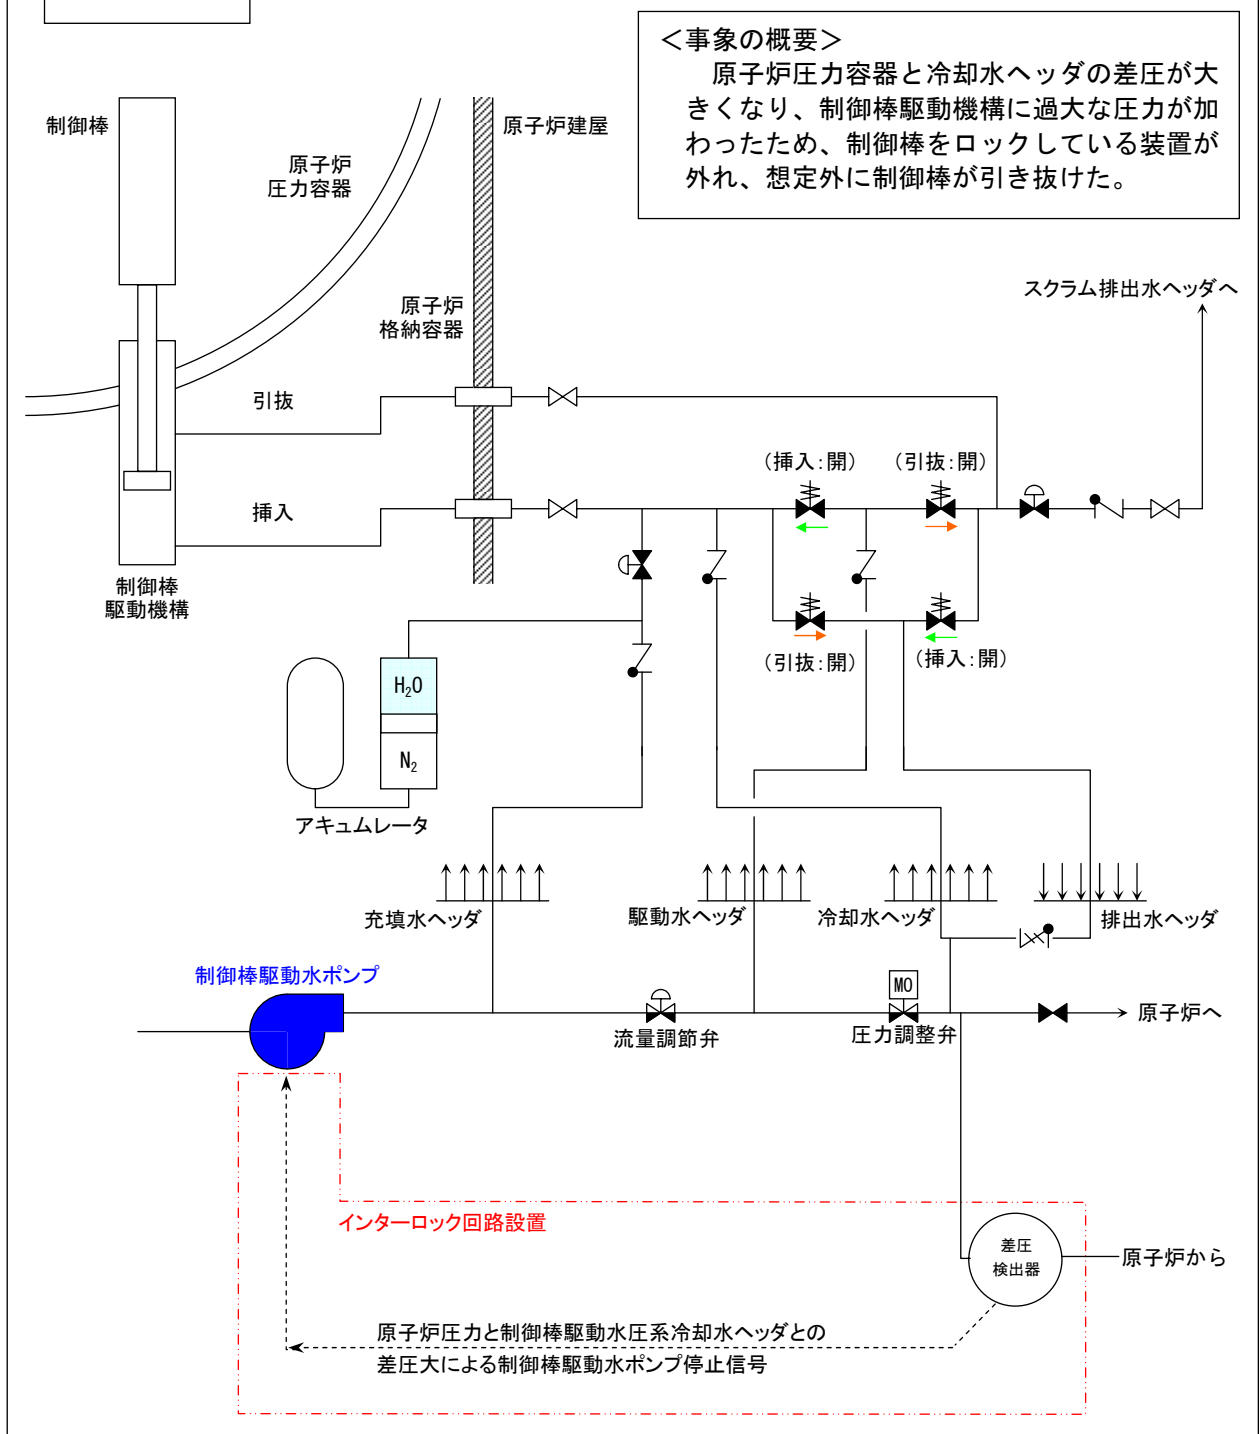 ＜事象の概要＞
原子炉圧力容器と冷却水ヘッダの差圧が大
きくなり、制御棒駆動機構に過大な圧力が加
わったため、制御棒をロックしている装置が
外れ、想定外に制御棒が引き抜けた。
制御棒
原子炉
圧力容器
原子炉建屋
原子炉
格納容器
スクラム排出水ヘッダへ
引抜
（挿入：開）
（引抜：開）
挿入
制御棒
駆動機構
（引抜：開）
（挿入：開）
H₂O
N₂
アキュムレータ
充填水ヘッダ
駆動水ヘッダ
冷却水ヘッダ
排出水ヘッダ
制御棒駆動水ポンプ
MO
流量調節弁
圧力調整弁
原子炉へ
インターロック回路設置
差圧
検出器
原子炉から
原子炉圧力と制御棒駆動水圧系冷却水ヘッダとの
差圧大による制御棒駆動水ポンプ停止信号